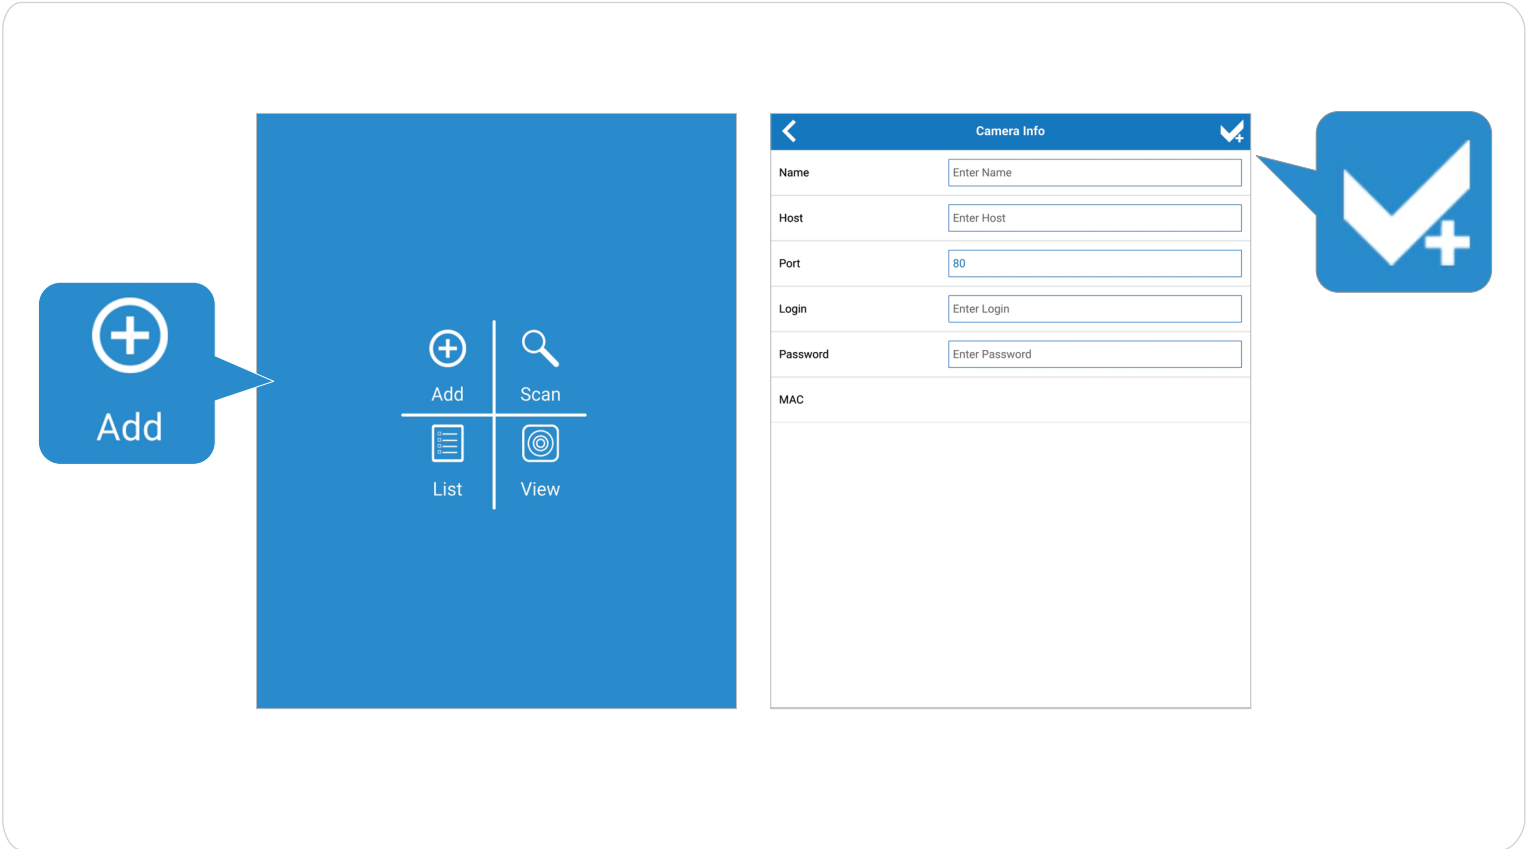 Add
Add
Scan
List
View
Camera Info
Name
Enter Name
Host
Enter Host
Port
80
Login
Enter Login
Password
Enter Password
MAC